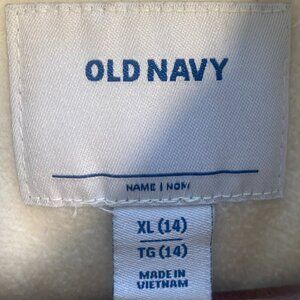 OLD NAVY
NAME | NOM
XL (14)
TG (14)
MADE IN
VIETNAM